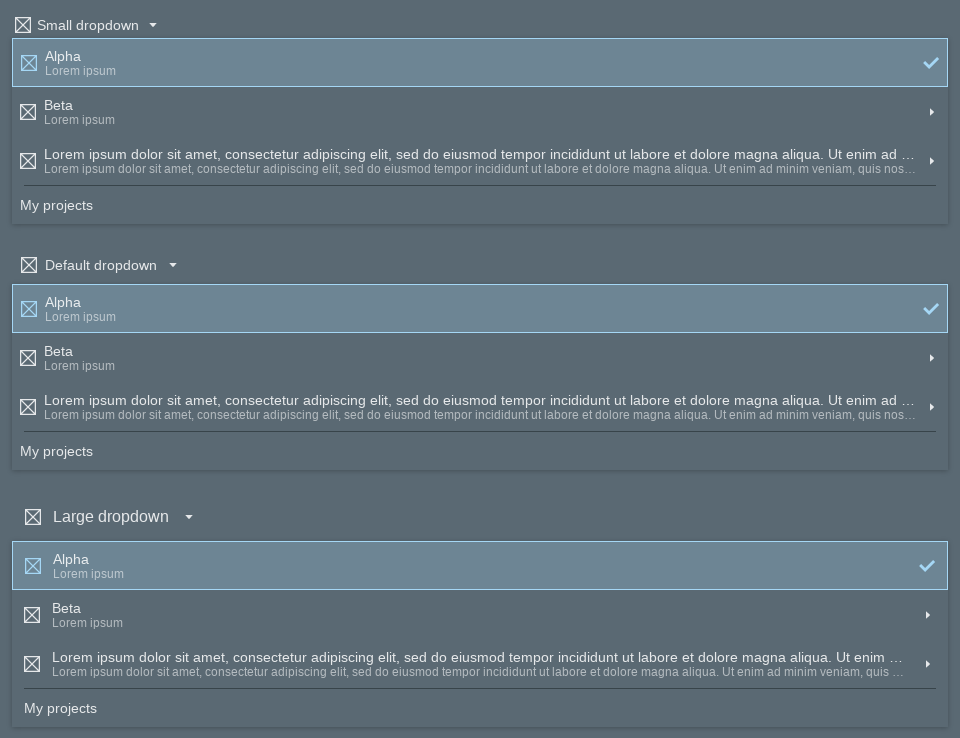 Small dropdown
Alpha
Lorem ipsum
Beta
Lorem ipsum
Lorem ipsum dolor sit amet, consectetur adipiscing elit, sed do eiusmod tempor incididunt ut labore et dolore magna aliqua. Ut enim ad …
Lorem ipsum dolor sit amet, consectetur adipiscing elit, sed do eiusmod tempor incididunt ut labore et dolore magna aliqua. Ut enim ad minim veniam, quis nos…
My projects
Default dropdown
Alpha
Lorem ipsum
Beta
Lorem ipsum
Lorem ipsum dolor sit amet, consectetur adipiscing elit, sed do eiusmod tempor incididunt ut labore et dolore magna aliqua. Ut enim ad …
Lorem ipsum dolor sit amet, consectetur adipiscing elit, sed do eiusmod tempor incididunt ut labore et dolore magna aliqua. Ut enim ad minim veniam, quis nos…
My projects
Large dropdown
Alpha
Lorem ipsum
Beta
Lorem ipsum
Lorem ipsum dolor sit amet, consectetur adipiscing elit, sed do eiusmod tempor incididunt ut labore et dolore magna aliqua. Ut enim …
Lorem ipsum dolor sit amet, consectetur adipiscing elit, sed do eiusmod tempor incididunt ut labore et dolore magna aliqua. Ut enim ad minim veniam, quis …
My projects